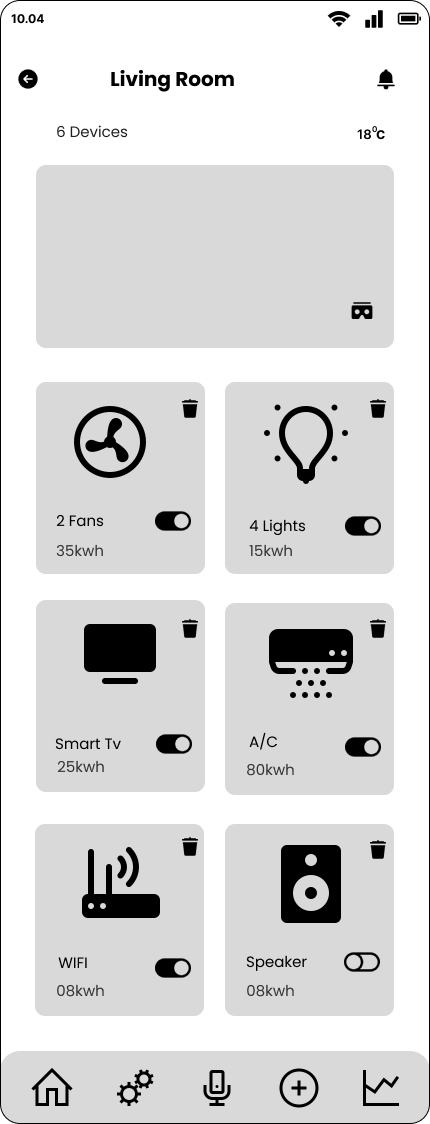 10.04
Living Room
6 Devices
18⁰c
2 Fans
35kwh
4 Lights
15kwh
Smart Tv
25kwh
A/C
80kwh
WIFI
08kwh
Speaker
08kwh